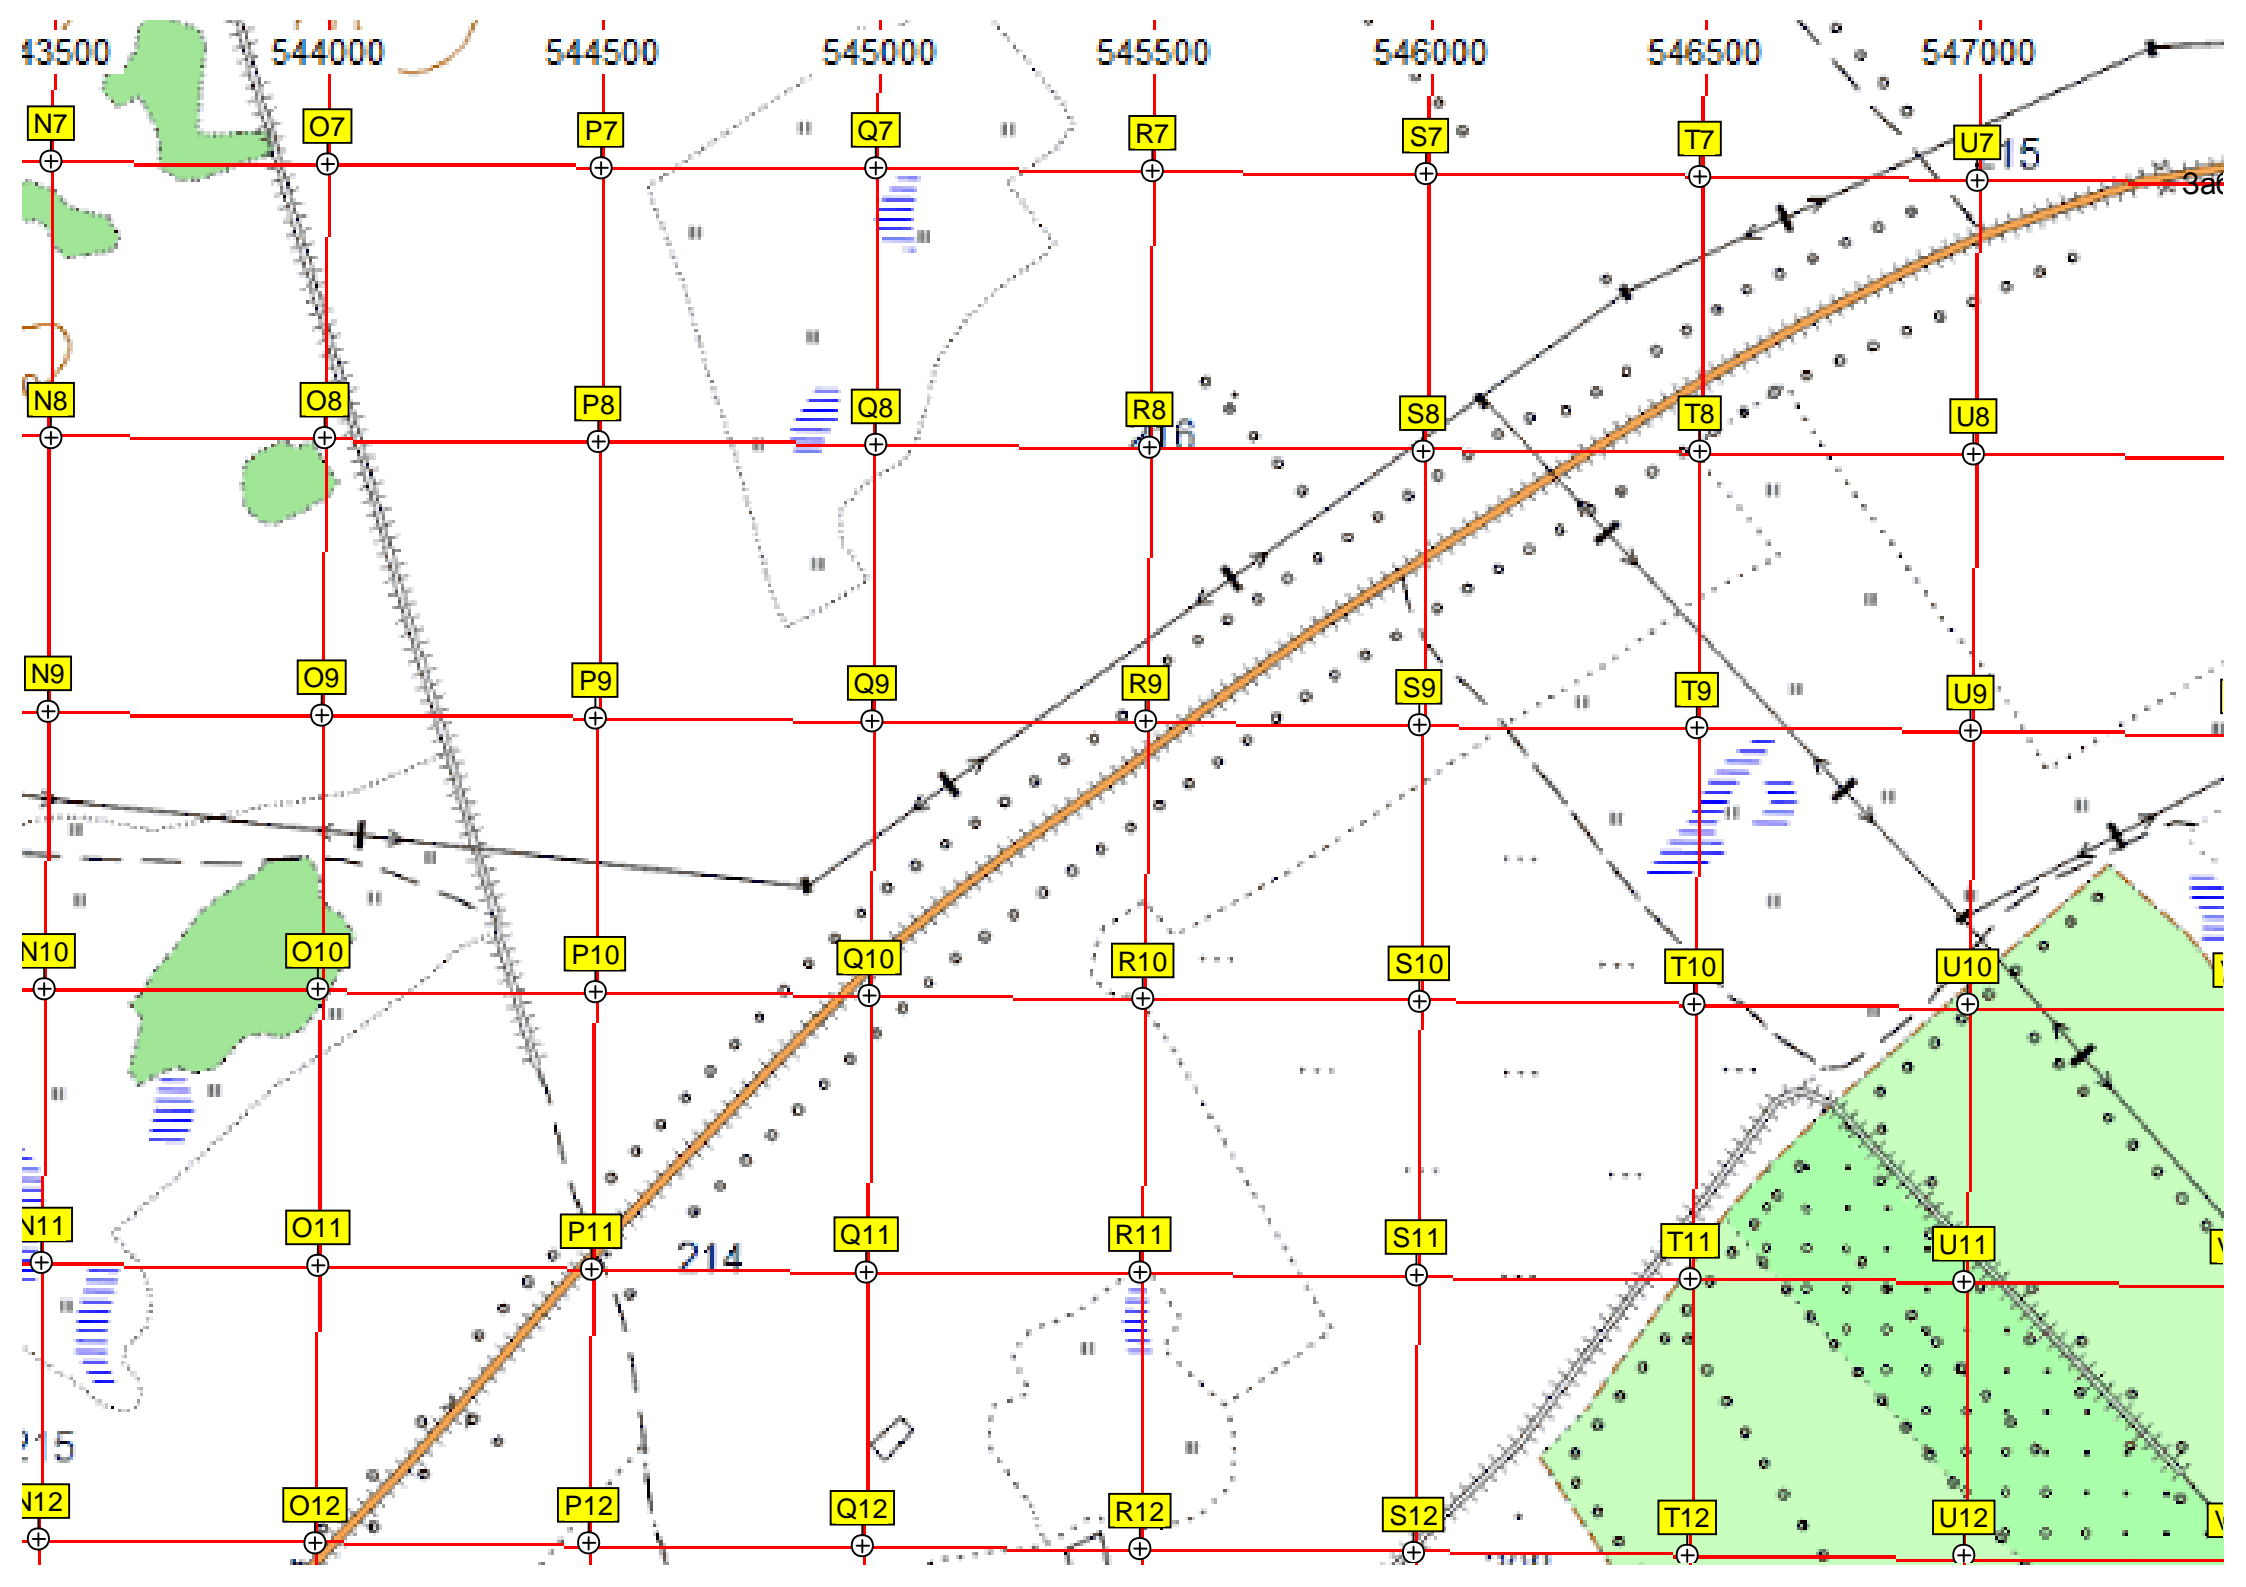 43500 544000 544500 545000 545500 546000 546500 547000
N7 O7 P7 Q7 R7 S7 T7 U7
15
N8 O8 P8 Q8 R8 S8 T8 U8
N9 O9 P9 Q9 R9 S9 T9 U9
N10 O10 P10 Q10 R10 S10 T10 U10
N11 O11 P11 Q11 R11 S11 T11 U11
214
215
N12 O12 P12 Q12 R12 S12 T12 U12